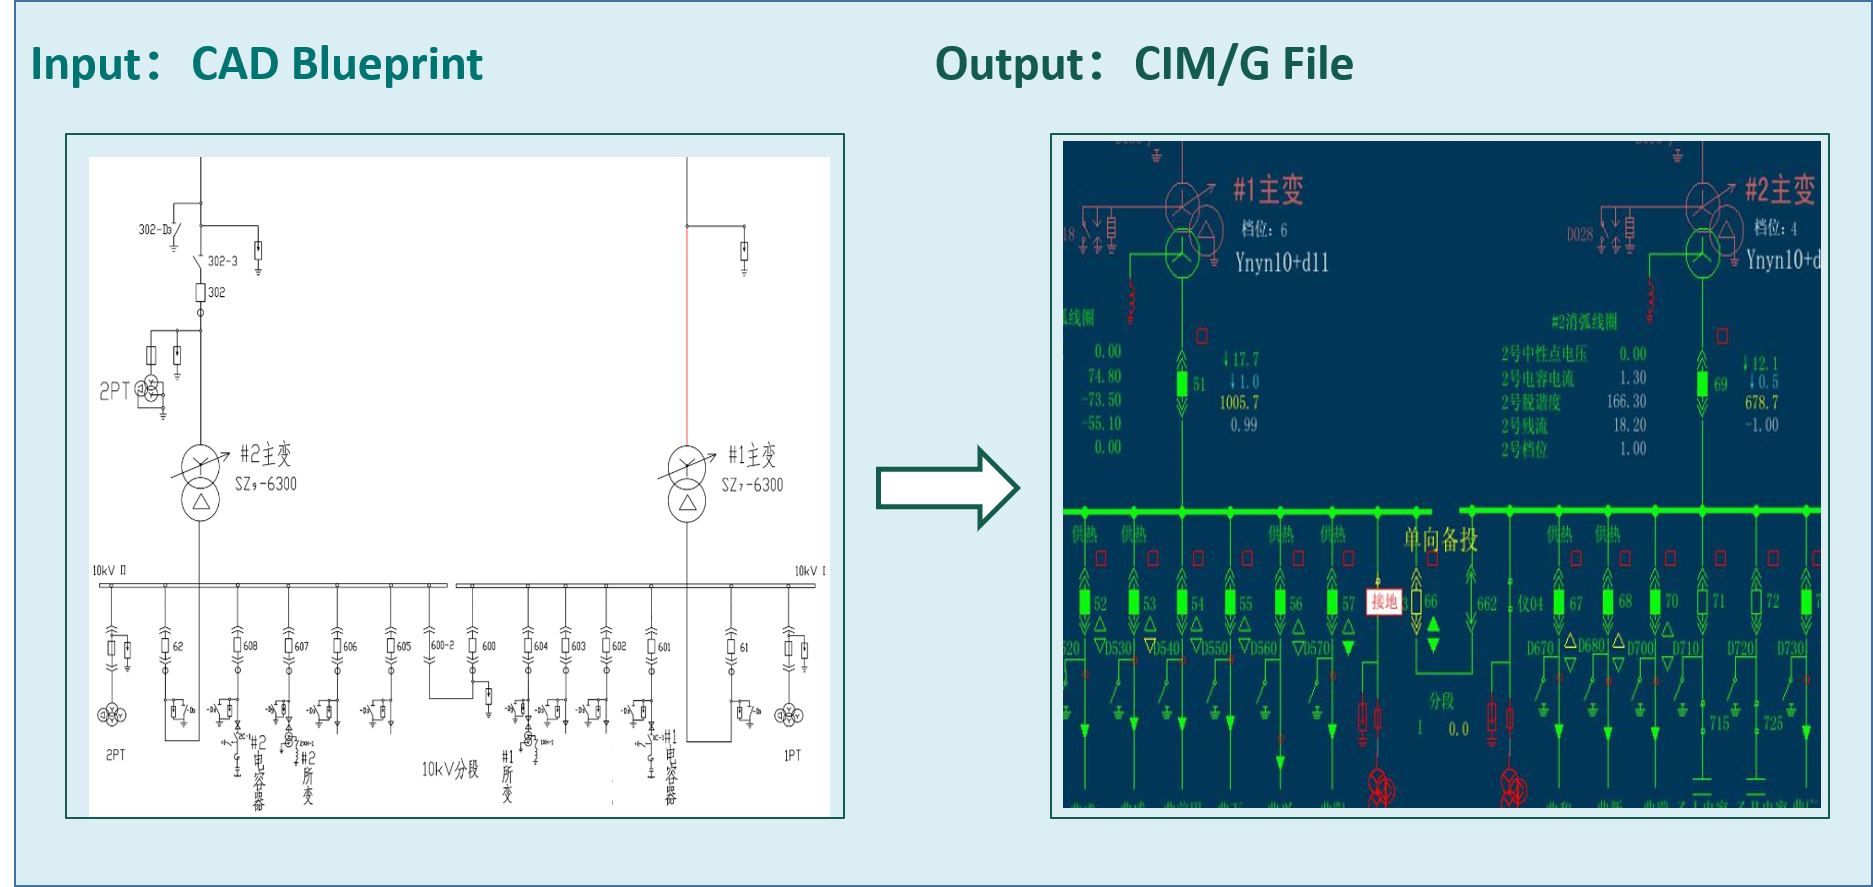 Input：CAD Blueprint
Output：CIM/G File
302-D3
302-3
302
2PT
#2主变
SZ9-6300
#1主变
SZ7-6300
10kV II
10kV I
62
608
607
606
605
600-2
600
604
603
602
601
61
2PT
#2电容器
#2所变
10kV分段
#1所变
#1电容器
1PT
#1主变
档位: 6
Ynyn10+d11
18
#2主变
档位: 4
Ynyn10+d
D028
弧线圈
0.00
74.80
-73.50
-55.10
0.00
51
↓17.7
↓1.0
1005.7
0.99
#2消弧线圈
2号中性点电压 0.00
2号电容电流 1.30
2号脱谐度 166.30
2号残流 18.20
2号档位 1.00
69
↓12.1
↓0.5
678.7
-1.00
供热
供热
供热
供热
单向备投
供热
供热
52
53
54
55
56
57
接地
3
66
662
仪04
67
68
70
71
72
7
520
D530
D540
D550
D560
D570
D670
D680
D700
D710
D720
D730
分段
I 0.0
715
725